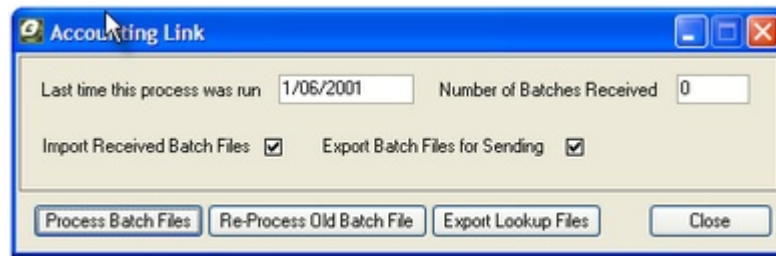 Accounting Link
Last time this process was run 1/06/2001 Number of Batches Received 0
Import Received Batch Files Export Batch Files for Sending
Process Batch Files Re-Process Old Batch File Export Lookup Files Close